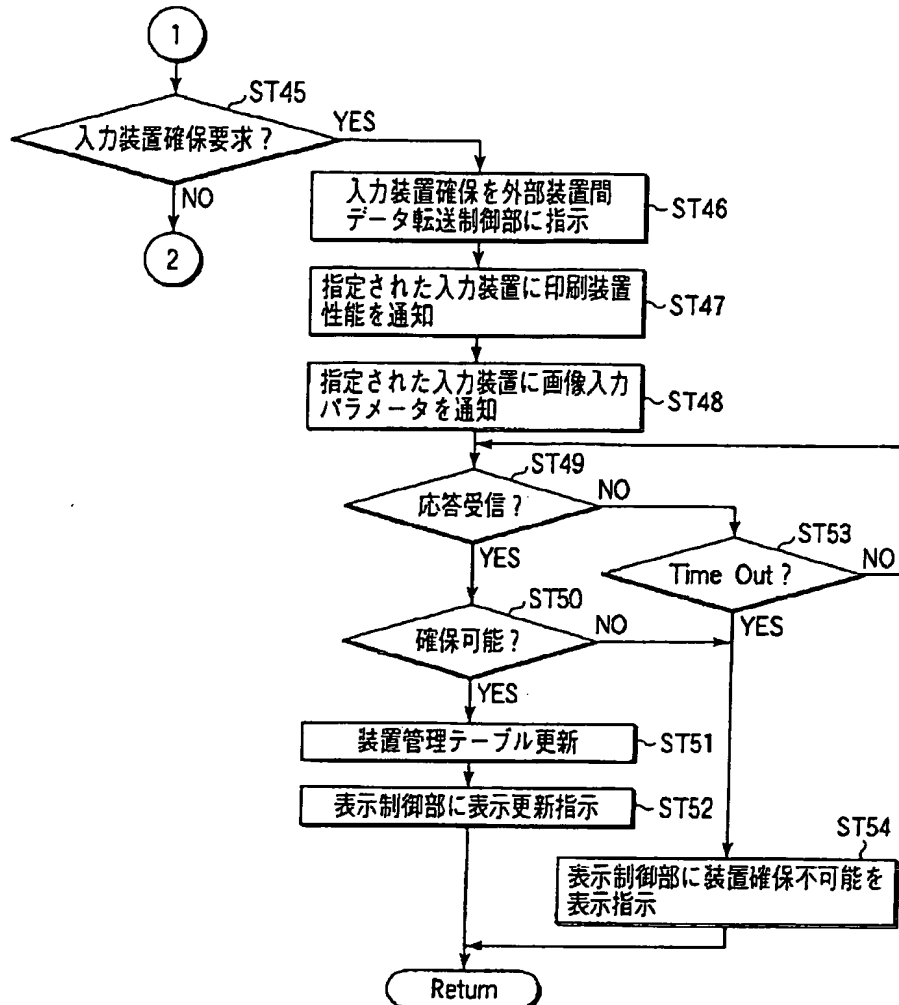 1
ST45
入力装置確保要求?
YES
NO
2
入力装置確保を外部装置間
データ転送制御部に指示
ST46
指定された入力装置に印刷装置
性能を通知
ST47
指定された入力装置に画像入力
パラメータを通知
ST48
ST49
応答受信?
NO
YES
ST53
Time Out?
NO
YES
ST50
確保可能?
NO
YES
装置管理テーブル更新
ST51
表示制御部に表示更新指示
ST52
ST54
表示制御部に装置確保不可能を
表示指示
Return